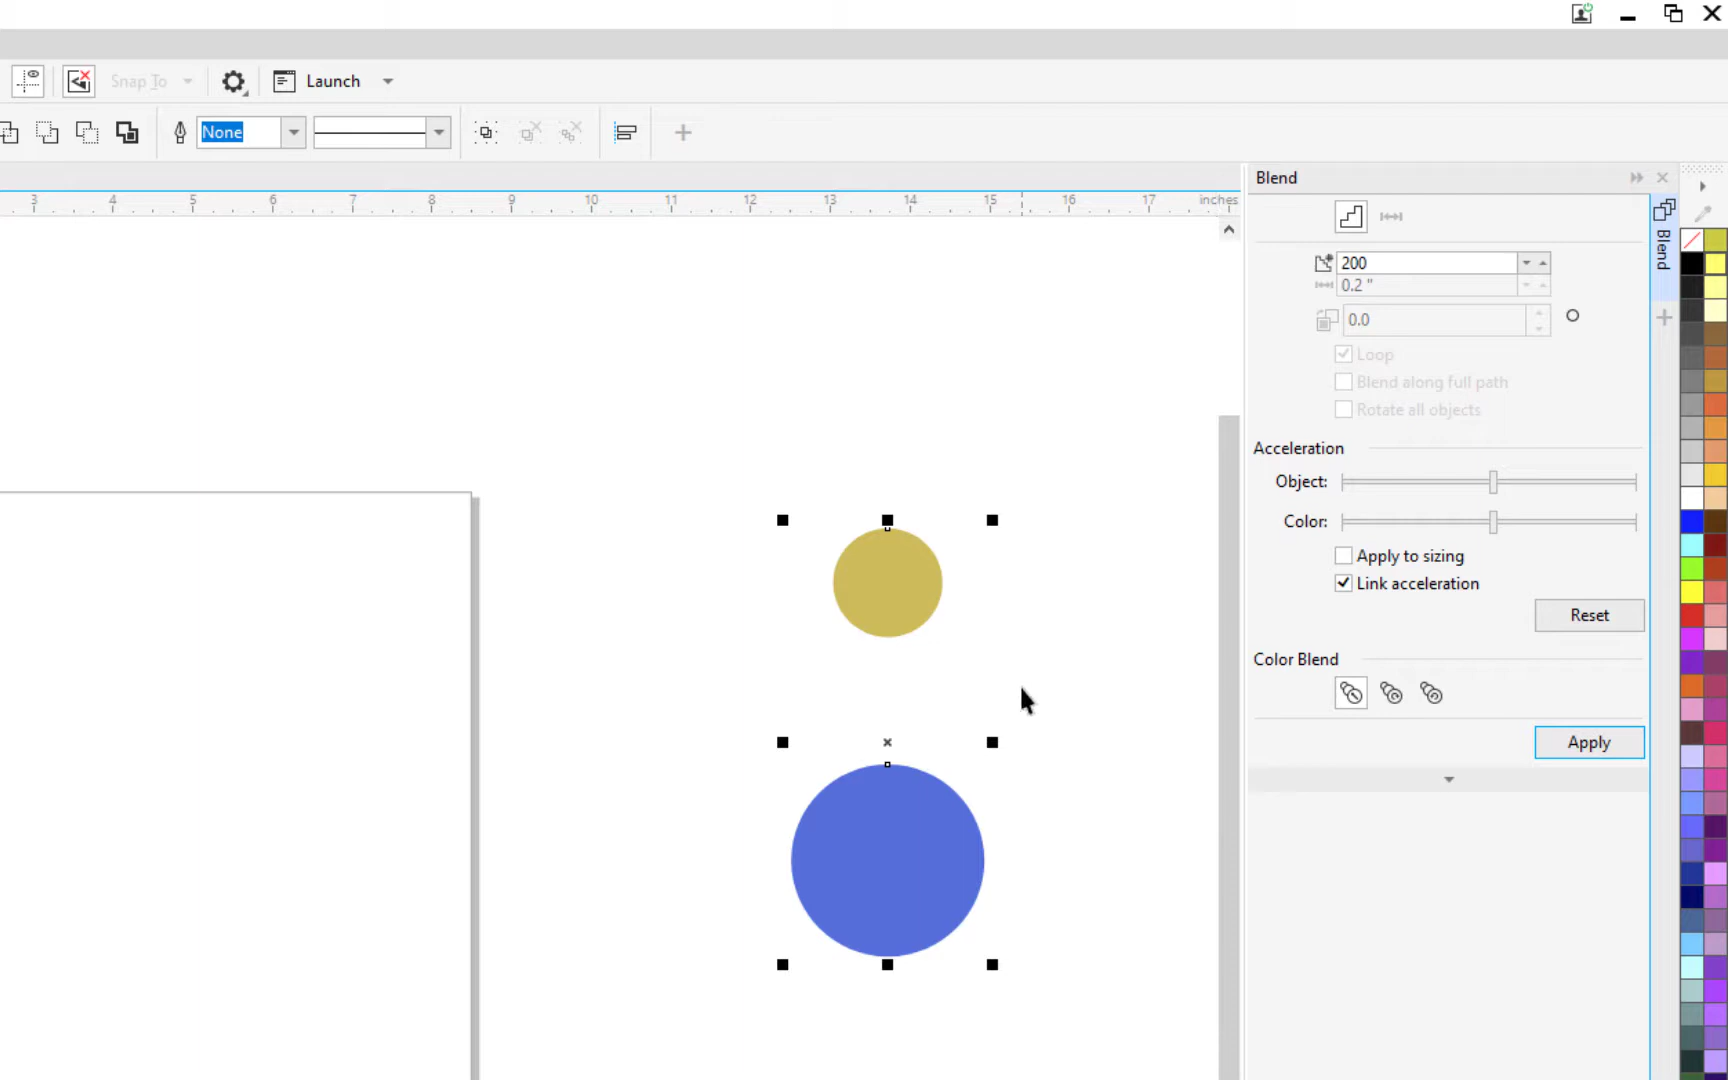 Snap To
Launch
None
3 4 5 6 7 8 9 10 11 12 13 14 15 16 17 inches
Blend
200
0.2 "
0.0
Loop
Blend along full path
Rotate all objects
Acceleration
Object:
Color:
Apply to sizing
Link acceleration
Reset
Color Blend
Apply
Blend